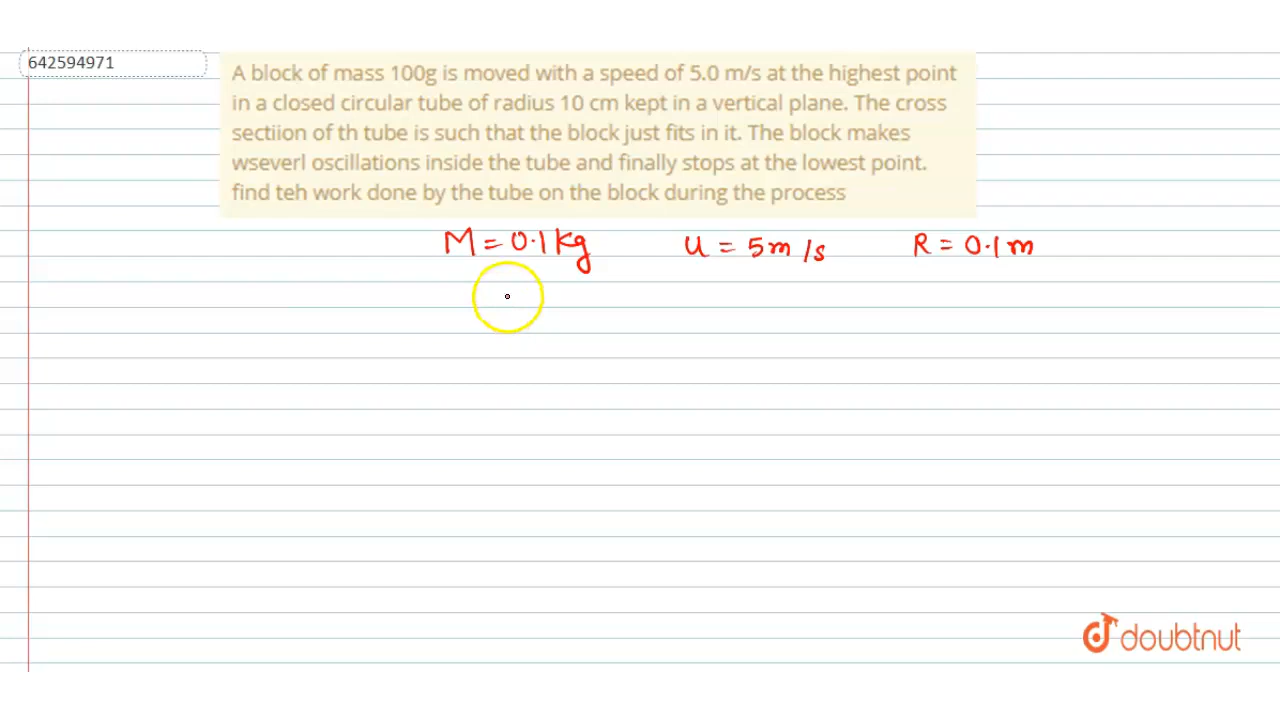 642594971
A block of mass 100g is moved with a speed of 5.0 m/s at the highest point
in a closed circular tube of radius 10 cm kept in a vertical plane. The cross
sectiion of th tube is such that the block just fits in it. The block makes
wseverl oscillations inside the tube and finally stops at the lowest point.
find teh work done by the tube on the block during the process
M = 0.1 kg u = 5 m/s R = 0.1 m
doubtnut